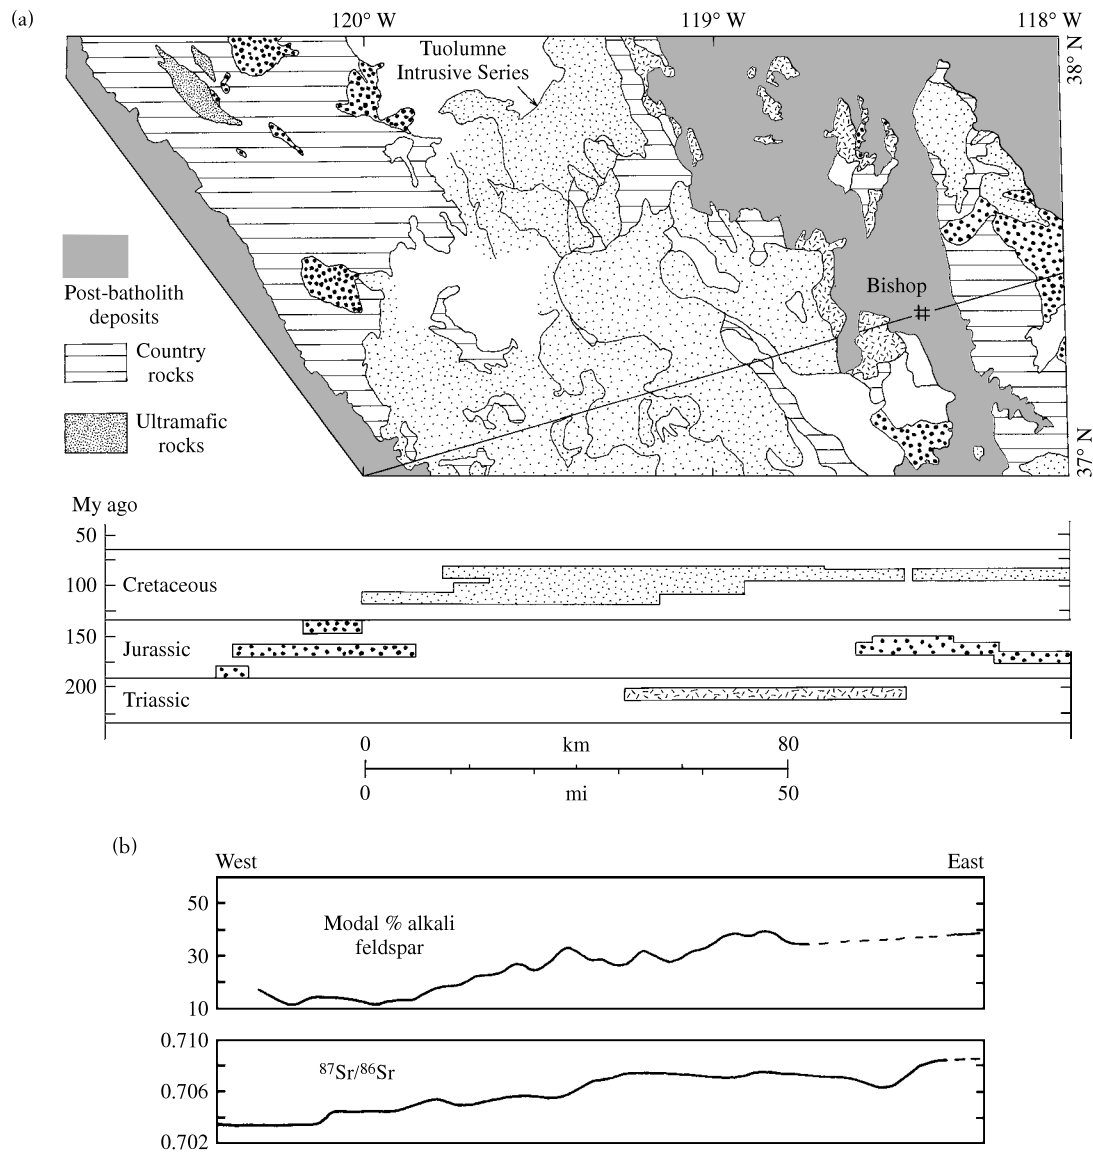 (a)
120° W
119° W
118° W
38° N
Tuolumne
Intrusive Series
Post-batholith
deposits
Country
rocks
Ultramafic
rocks
Bishop
37° N
My ago
50
100
150
200
Cretaceous
Jurassic
Triassic
0
km
80
0
mi
50
(b)
West
East
50
30
10
Modal % alkali
feldspar
0.710
0.706
0.702
87Sr/86Sr